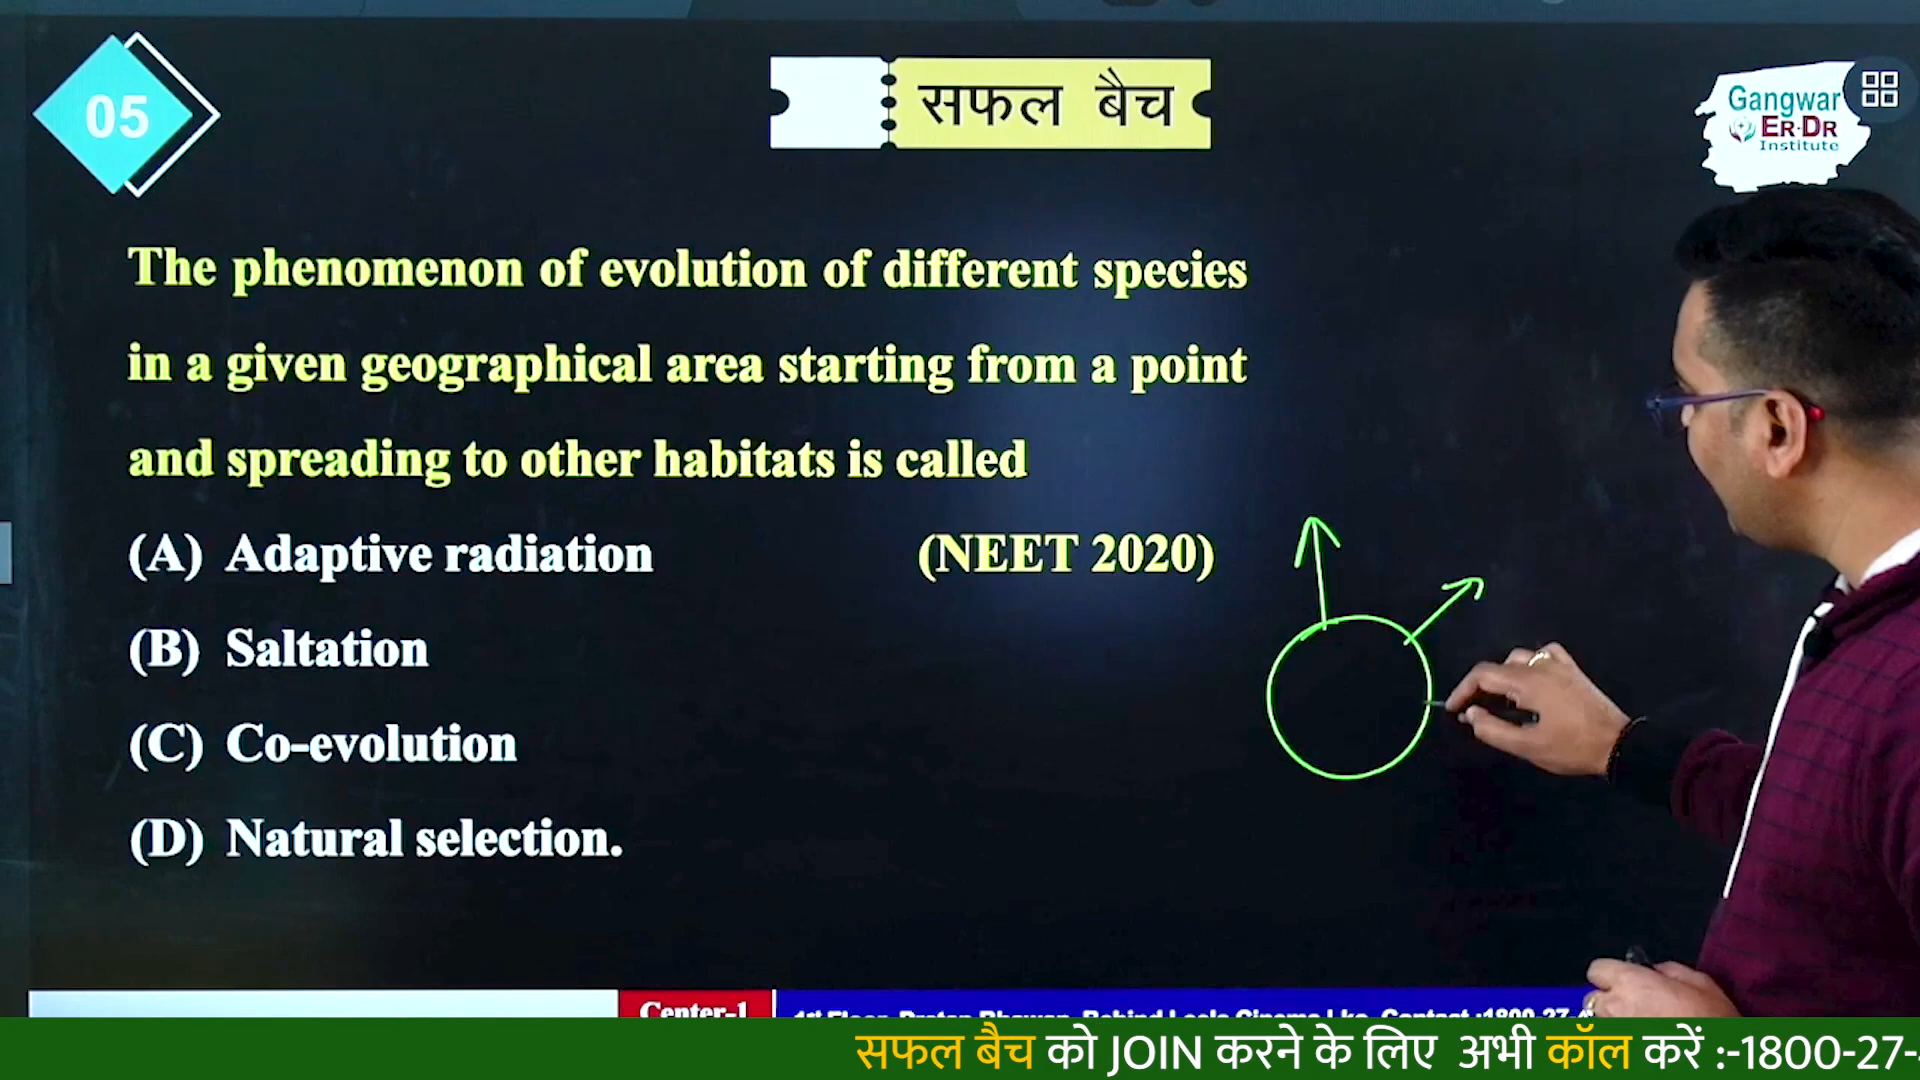 05
सफल बैच
Gangwar
ER-DR
Institute
The phenomenon of evolution of different species
in a given geographical area starting from a point
and spreading to other habitats is called
(A) Adaptive radiation (NEET 2020)
(B) Saltation
(C) Co-evolution
(D) Natural selection.
Center-1
सफल बैच को JOIN करने के लिए अभी कॉल करें :-1800-27-